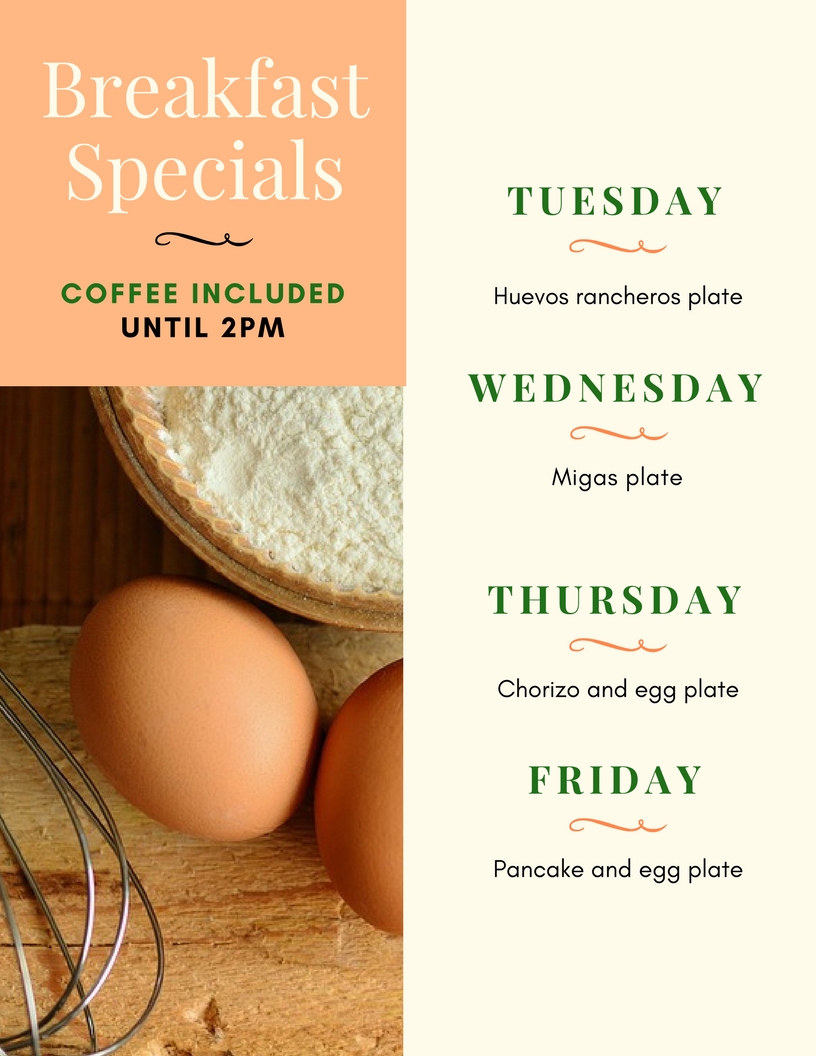 Breakfast
Specials
COFFEE INCLUDED
UNTIL 2PM
TUESDAY
Huevos rancheros plate
WEDNESDAY
Migas plate
THURSDAY
Chorizo and egg plate
FRIDAY
Pancake and egg plate